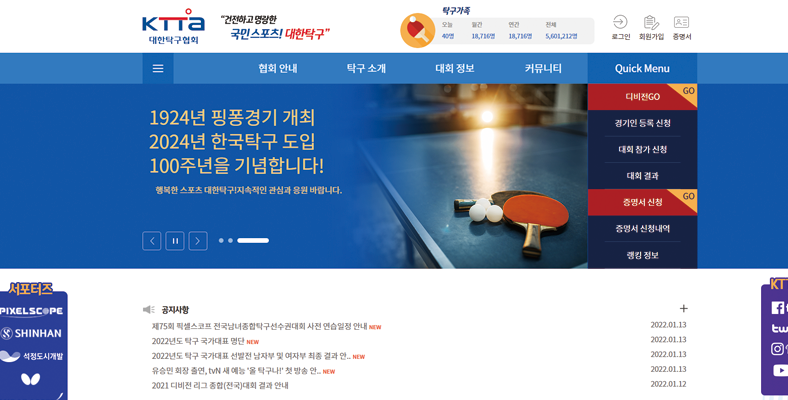 KTTa
대한탁구협회
“건전하고 명랑한
국민스포츠! 대한탁구”
탁구가족
오늘 월간 연간 전체
40명 18,716명 18,716명 5,601,212명
로그인 회원가입 증명서
협회 안내 탁구 소개 대회 정보 커뮤니티 Quick Menu
1924년 핑퐁경기 개최
2024년 한국탁구 도입
100주년을 기념합니다!
행복한 스포츠 대한탁구!지속적인 관심과 응원 바랍니다.
디비전GO GO
경기인 등록 신청
대회 참가 신청
대회 결과
증명서 신청 GO
증명서 신청내역
랭킹 정보
서포터즈
PIXELSCOPE
SHINHAN
석정도시개발
KT
tw
공지사항
제75회 픽셀스코프 전국남녀종합탁구선수권대회 사전 연습일정 안내 NEW 2022.01.13
2022년도 탁구 국가대표 명단 NEW 2022.01.13
2022년도 탁구 국가대표 선발전 남자부 및 여자부 최종 결과 안... NEW 2022.01.13
유승민 회장 출연, tvN 새 예능 '올 탁구나!' 첫 방송 안... NEW 2022.01.13
2021 디비전 리그 종합(전국)대회 결과 안내 2022.01.12